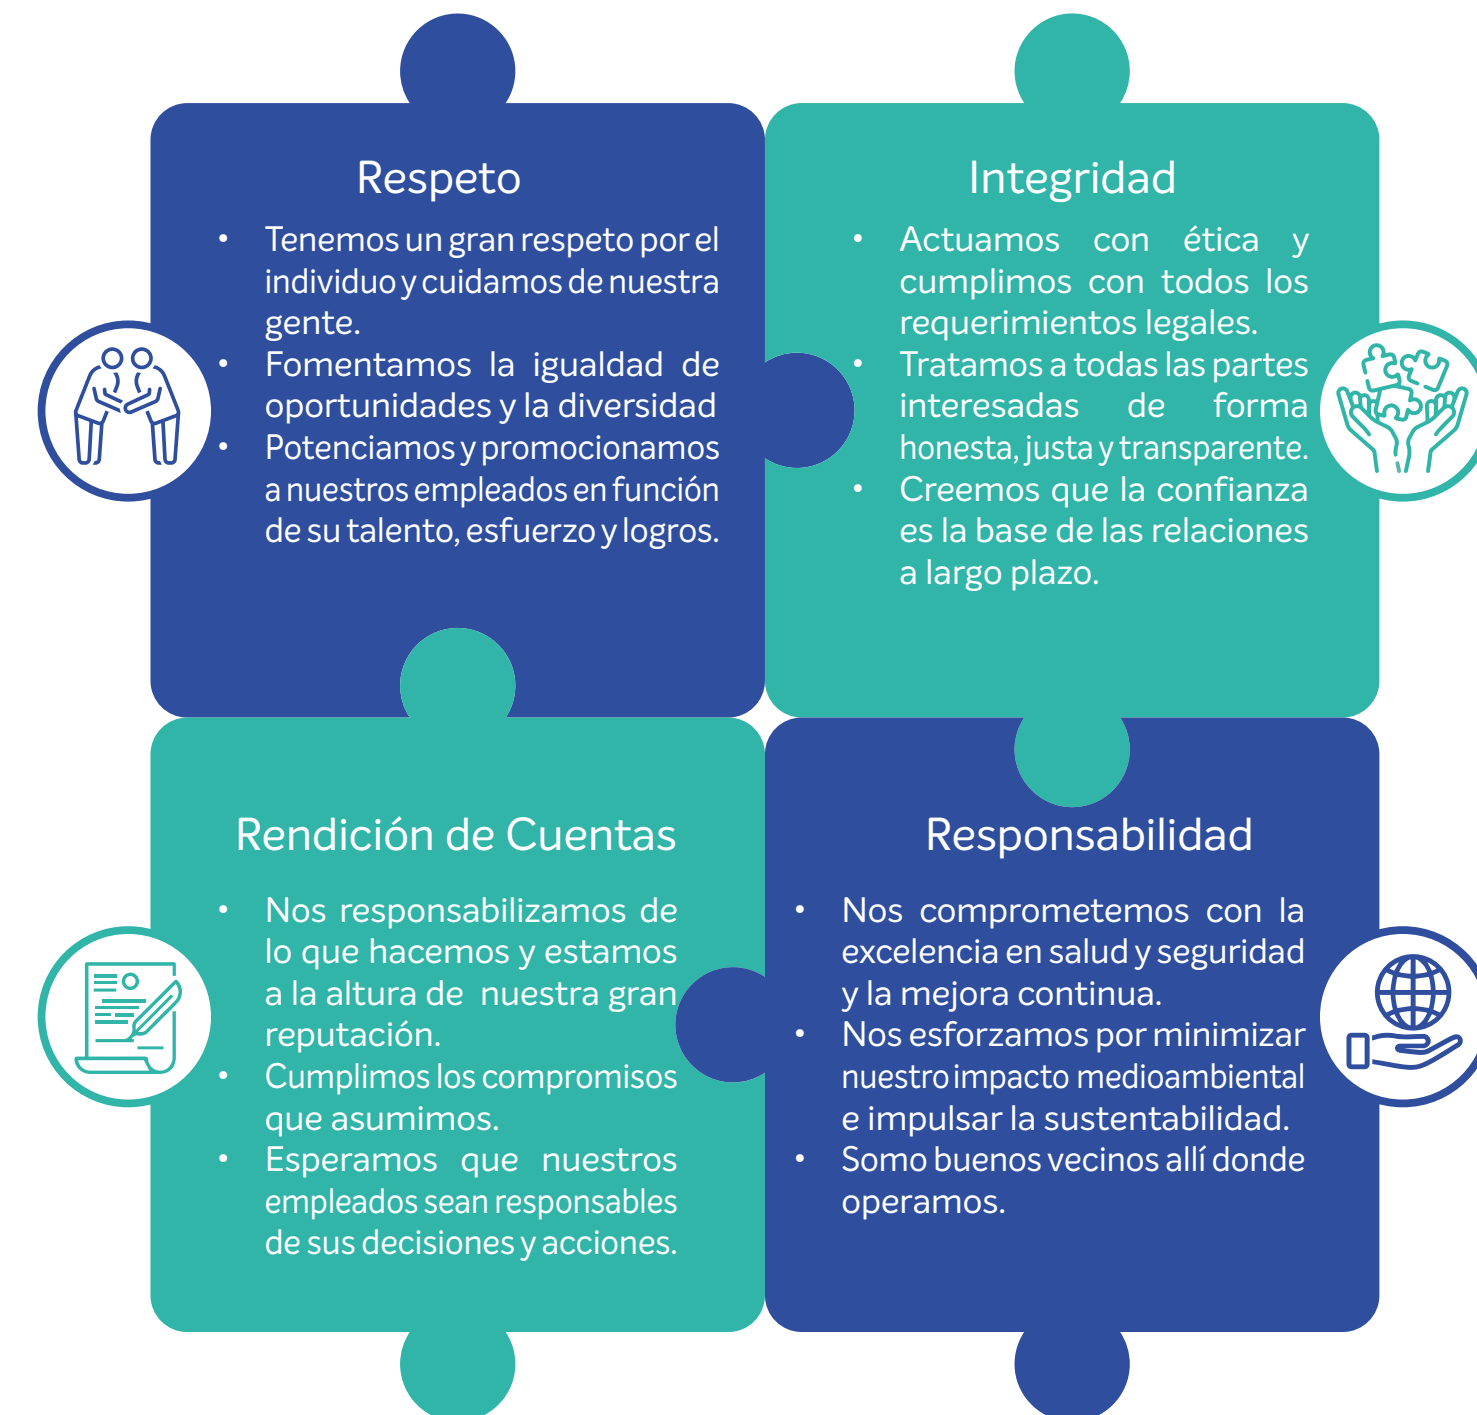 Respeto
• Tenemos un gran respeto por el
individuo y cuidamos de nuestra
gente.
• Fomentamos la igualdad de
oportunidades y la diversidad
• Potenciamos y promocionamos
a nuestros empleados en función
de su talento, esfuerzo y logros.
Integridad
• Actuamos con ética y
cumplimos con todos los
requerimientos legales.
• Tratamos a todas las partes
interesadas de forma
honesta, justa y transparente.
• Creemos que la confianza
es la base de las relaciones
a largo plazo.
Rendición de Cuentas
• Nos responsabilizamos de
lo que hacemos y estamos
a la altura de nuestra gran
reputación.
• Cumplimos los compromisos
que asumimos.
• Esperamos que nuestros
empleados sean responsables
de sus decisiones y acciones.
Responsabilidad
• Nos comprometemos con la
excelencia en salud y seguridad
y la mejora continua.
• Nos esforzamos por minimizar
nuestro impacto medioambiental
e impulsar la sustentabilidad.
• Somo buenos vecinos allí donde
operamos.